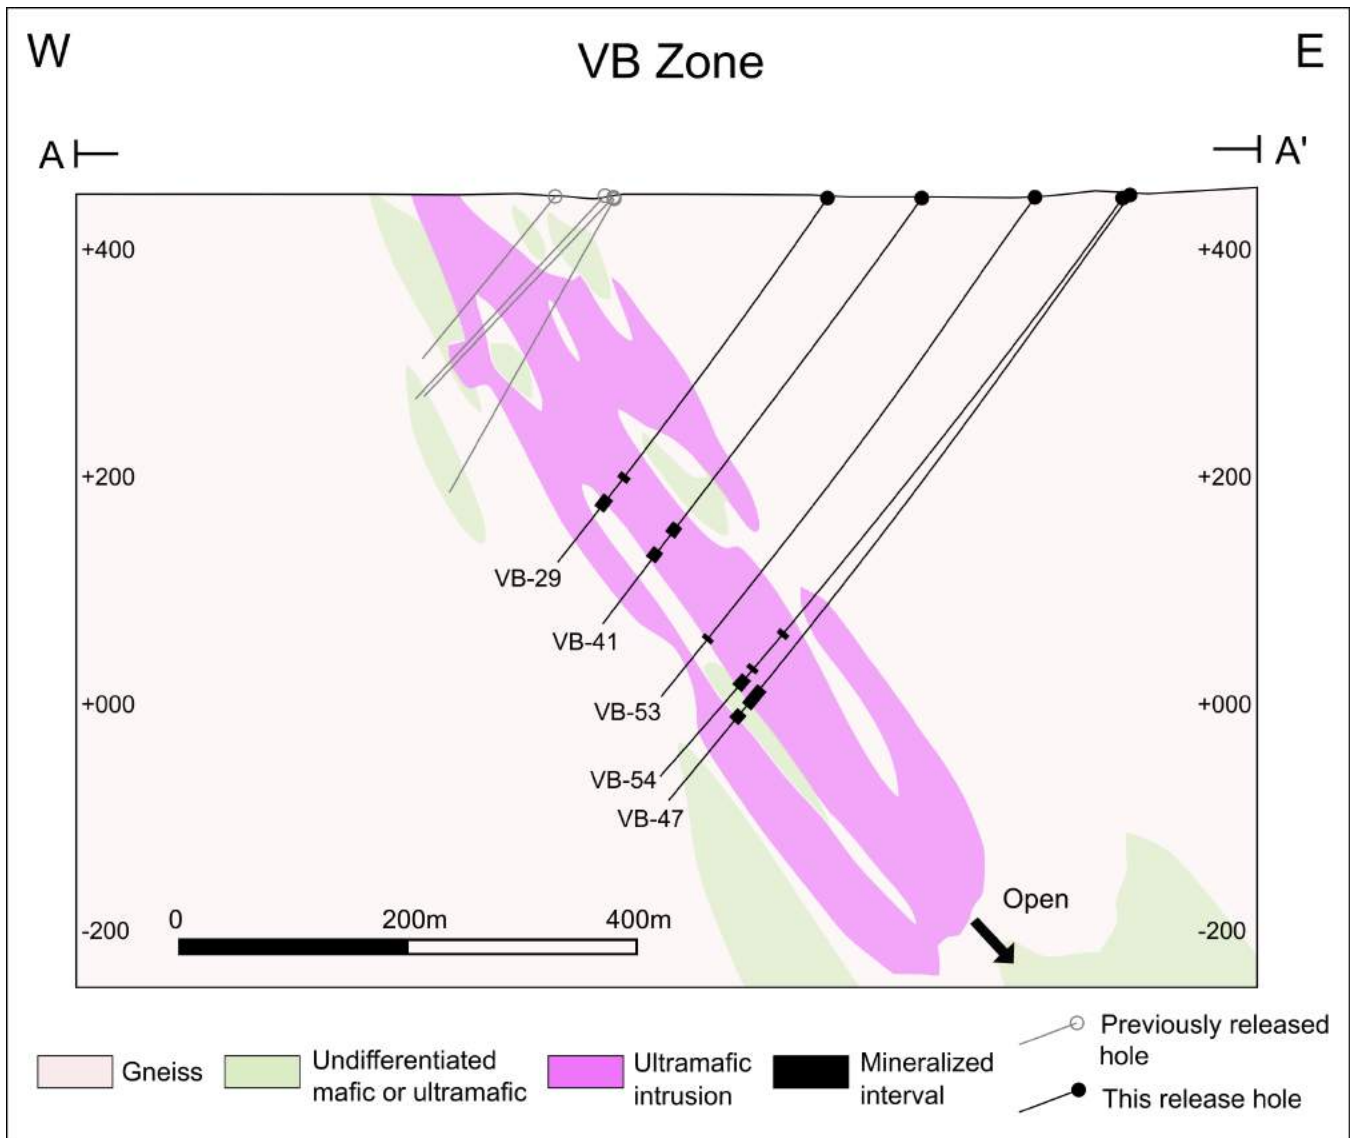 W
VB Zone
E
A
A'
+400
+400
+200
+200
VB-29
VB-41
+000
+000
VB-53
VB-54
VB-47
Open
0
200m
400m
-200
-200
Gneiss
Undifferentiated
mafic or ultramafic
Ultramafic
intrusion
Mineralized
interval
Previously released
hole
This release hole